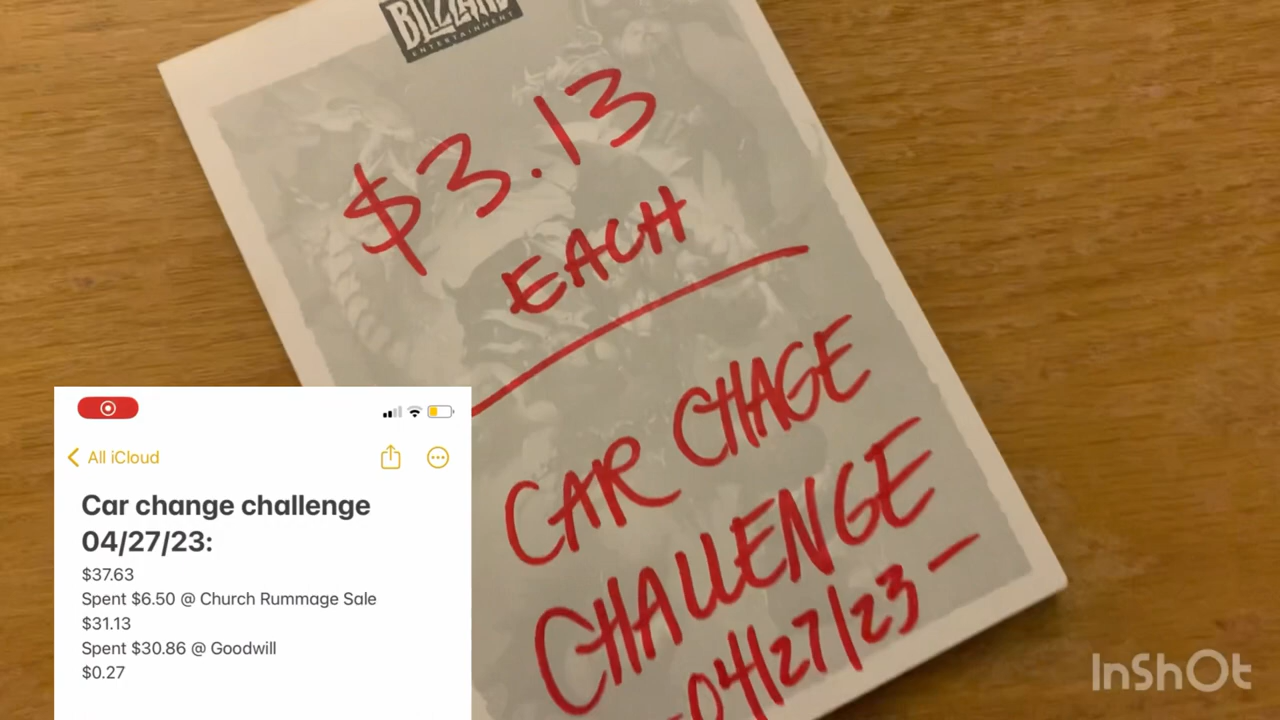 BLIZZARD
ENTERTAINMENT
$3.13
EACH
CAR CHAGE
CHALLENGE
-04/27/23-
All iCloud
Car change challenge
04/27/23:
$37.63
Spent $6.50 @ Church Rummage Sale
$31.13
Spent $30.86 @ Goodwill
$0.27
InShOt